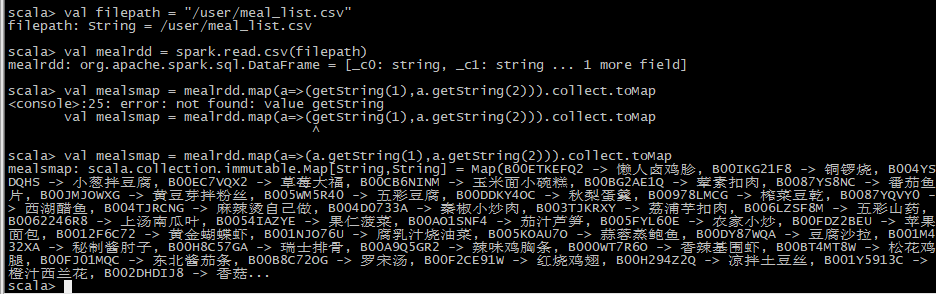 scala> val filepath = "/user/meal_list.csv"
filepath: String = /user/meal_list.csv
scala> val mealrdd = spark.read.csv(filepath)
mealrdd: org.apache.spark.sql.DataFrame = [_c0: string, _c1: string ... 1 more field]
scala> val mealsmap = mealrdd.map(a=>(getString(1),a.getString(2))).collect.toMap
<console>:25: error: not found: value getString
       val mealsmap = mealrdd.map(a=>(getString(1),a.getString(2))).collect.toMap
                                      ^
scala> val mealsmap = mealrdd.map(a=>(a.getString(1),a.getString(2))).collect.toMap
mealsmap: scala.collection.immutable.Map[String,String] = Map(B00ETKEFQ2 -> 懒人卤鸡胗, B00IKG21F8 -> 铜锣烧, B004YS
DQHS -> 小葱拌豆腐, B00EC7VQX2 -> 草莓大福, B00CB6NINM -> 玉米面小碗糕, B00BG2AE1Q -> 荤素扣肉, B0087YS8NC -> 番茄鱼
片, B00JMJOWXG -> 黄豆芽拌粉丝, B005WM5R40 -> 五彩豆腐, B00DDKY4OC -> 秋梨蛋羹, B00978LMCG -> 榨菜豆乾, B0087YQVY0
> 西湖醋鱼, B004TJRCNG -> 麻辣烫自己做, B004DO733A -> 秦椒小炒肉, B003TJKRXY -> 荔浦芋扣肉, B006LZSF8M -> 五彩山药,
B006Z246R8 -> 上汤南瓜叶, B0054IAZPC -> 果仁菠菜, B00AO1SNF4 -> 茄汁芦笋, B005FYL6OE -> 农家小炒, B00FDZ2BEU -> 苹果
面包, B0012F6C72 -> 黄金蝴蝶虾, B001NJO76U -> 腐乳汁烧油菜, B005KOAU7O -> 蒜蓉蒸鲍鱼, B00DY87WQA -> 豆腐沙拉, B001M4
32XA -> 秘制酱肘子, B00H8C57GA -> 瑞士排骨, B00A9Q5GR2 -> 辣味鸡胸条, B000WT7R6O -> 香辣基围虾, B00BT4MT8W -> 松花鸡
腿, B00FJO1MQC -> 东北酱茄条, B00B8C72OG -> 罗宋汤, B00F2CE91W -> 红烧鸡翅, B00H294Z2Q -> 凉拌土豆丝, B001Y5913C ->
橙汁西兰花, B002DHDIJ8 -> 香菇...
scala>